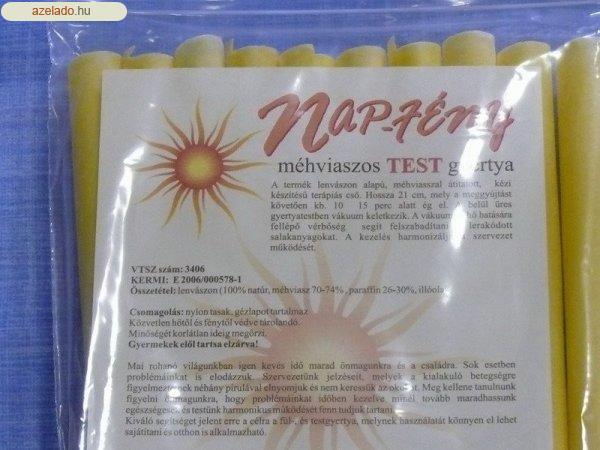 azelado.hu
NAP-FÉNY
méhviaszos TEST gyertya
A termék lenvászon alapú, méhviasszal átitatott, kézi
készítésű terápiás cső. Hossza 21 cm, mely a meggyújtást
követően kb. 10 15 perc alatt ég el. A belül üres
gyertyatestben vákuum keletkezik. A vákuum hő hatására
fellépő vérbőség segít felszabadítani a lerakódott
salakanyagokat. A kezelés harmonizálja a szervezet
működését.
VTSZ szám: 3406
KERMI: E 2006/000578-1
Összetétel: lenvászon (100% natúr, méhviasz 70-74% , paraffin 26-30%, illóolaj
Csomagolás: nylon tasak, gézlapot tartalmaz
Közvetlen hőtől és fénytől védve tárolandó.
Minőségét korlátlan ideig megőrzi.
Gyermekek elől tartsa elzárva!
Mai rohanó világunkban igen kevés idő marad önmagunkra és a családra. Sok esetben
problémáinkat is elodázzuk. Szervezetünk jelzéseit, melyek a kialakuló betegségre
figyelmeztetnek néhány pirulával elnyomjuk és nem keressük az okokat. Meg kellene tanulnunk
figyelni önmagunkra, hogy problémáinkat időben kezelve minél tovább maradhassunk
egészségesek és testünk harmonikus működését fenn tudjuk tartani.
Kiváló segítséget jelent erre a célra a fül-, és testgyertya, melynek használatát könnyen el lehet
sajátítani és otthon is alkalmazható.